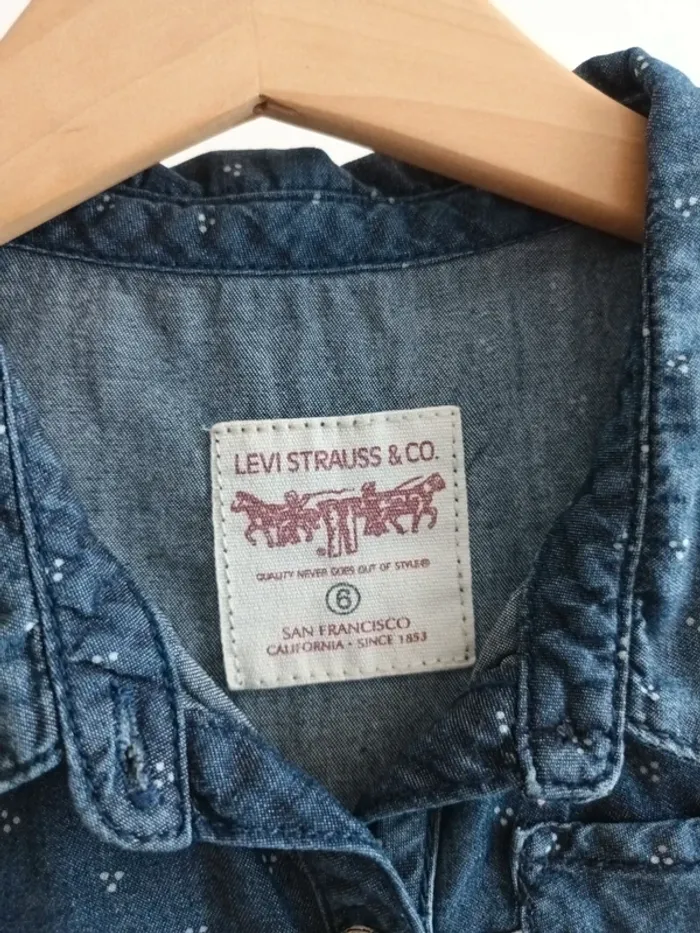 LEVI STRAUSS & CO.
QUALITY NEVER GOES OUT OF STYLE®
6
SAN FRANCISCO
CALIFORNIA · SINCE 1853